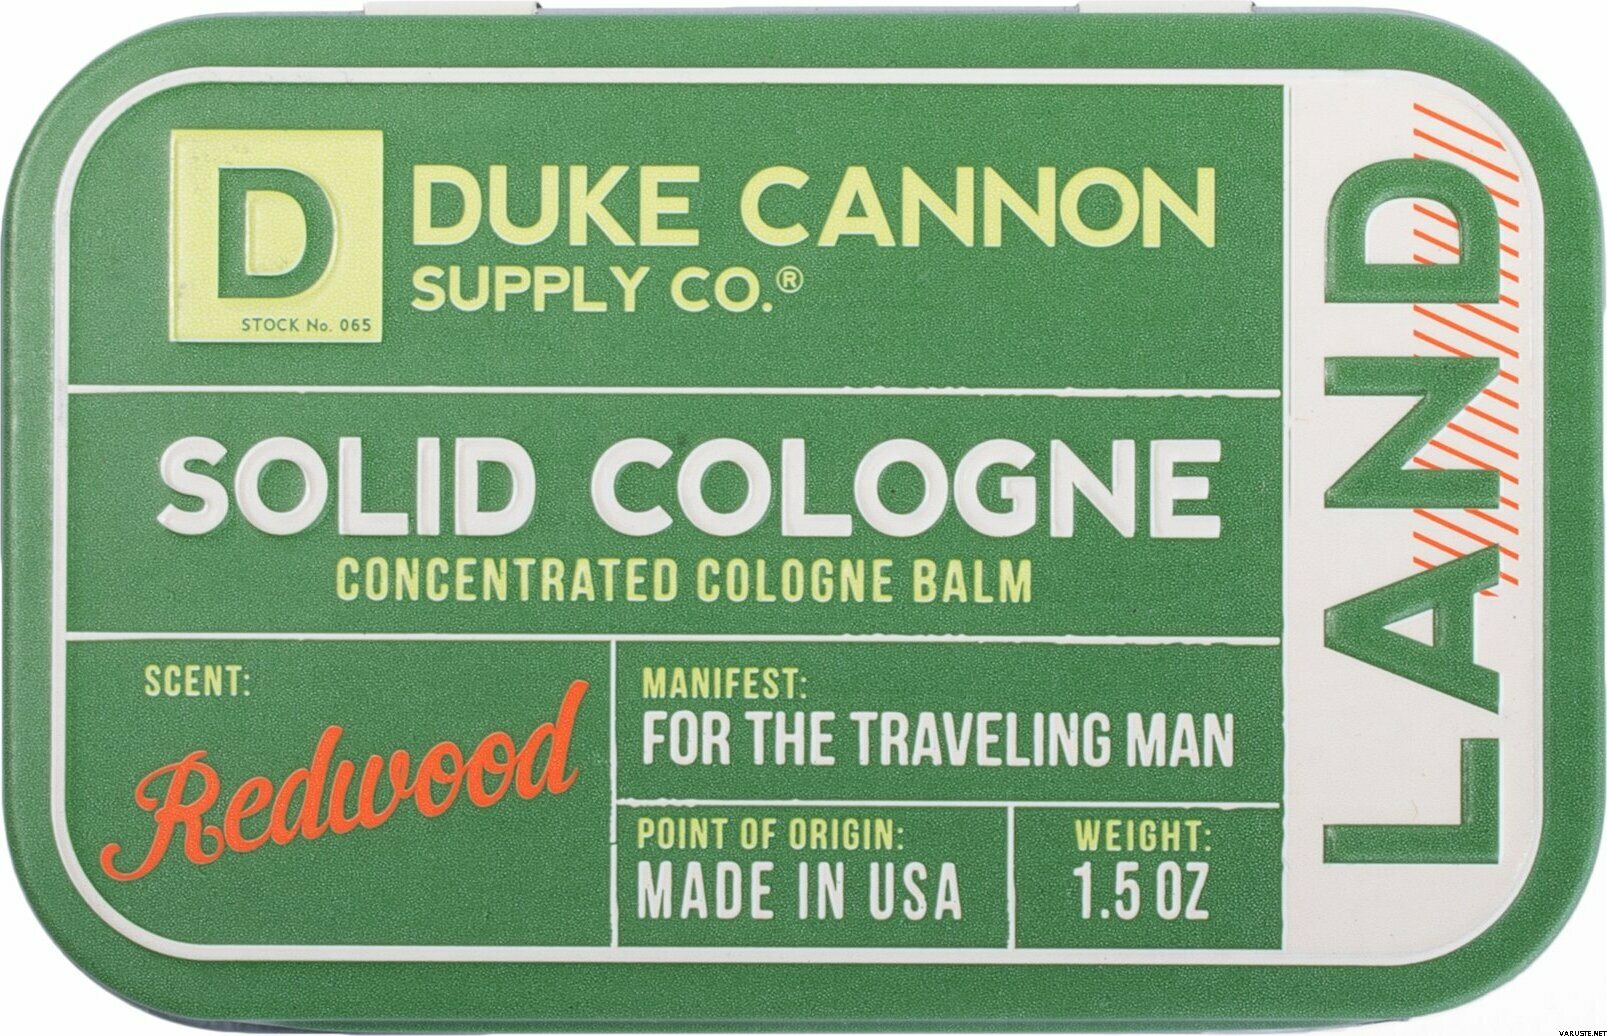 D
STOCK No. 065
DUKE CANNON
SUPPLY CO.®
SOLID COLOGNE
CONCENTRATED COLOGNE BALM
SCENT:
Redwood
MANIFEST:
FOR THE TRAVELING MAN
POINT OF ORIGIN:
MADE IN USA
WEIGHT:
1.5 OZ
LAND
VARUSTE.NET